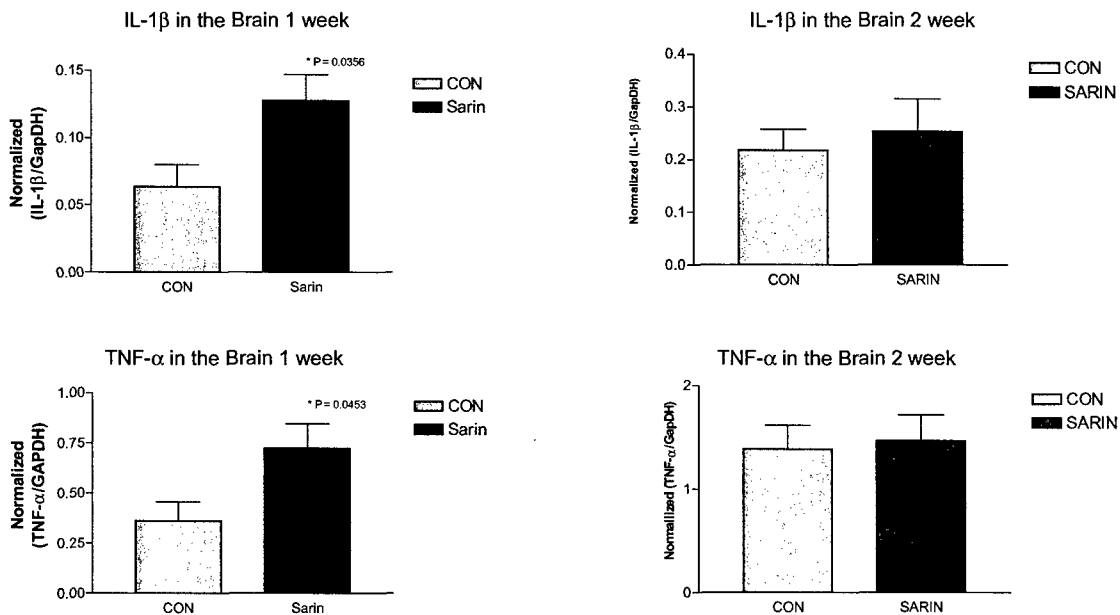 IL-1β in the Brain 1 week
* P = 0.0356
0.15
0.10
0.05
0.00
Normalized
(IL-1β/GapDH)
CON
Sarin
CON
Sarin
IL-1β in the Brain 2 week
0.4
0.3
0.2
0.1
0.0
Normalized (IL-1β/GapDH)
CON
SARIN
CON
SARIN
TNF-α in the Brain 1 week
* P = 0.0453
1.00
0.75
0.50
0.25
0.00
Normalized
(TNF-α/GAPDH)
CON
Sarin
CON
Sarin
TNF-α in the Brain 2 week
2
1
0
Normallized (TNF-α/GapDH)
CON
SARIN
CON
SARIN